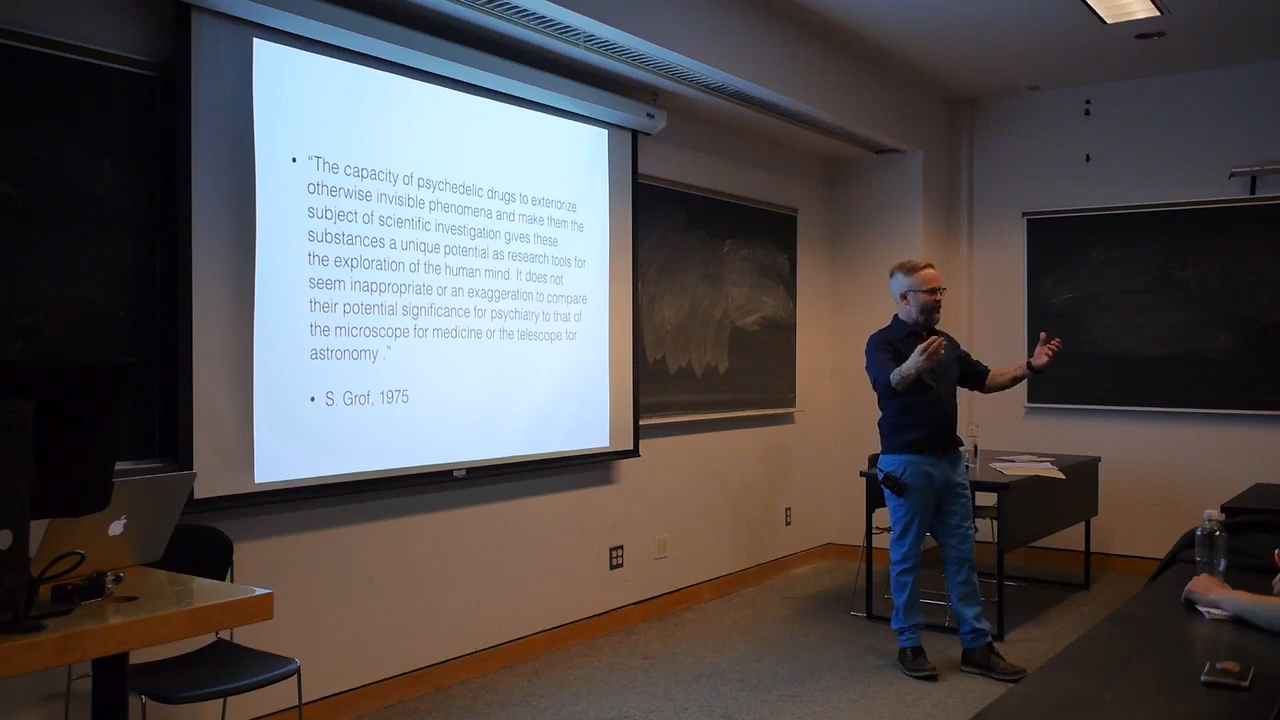 • “The capacity of psychedelic drugs to exteriorize
otherwise invisible phenomena and make them the
subject of scientific investigation gives these
substances a unique potential as research tools for
the exploration of the human mind. It does not
seem inappropriate or an exaggeration to compare
their potential significance for psychiatry to that of
the microscope for medicine or the telescope for
astronomy .”
• S. Grof, 1975